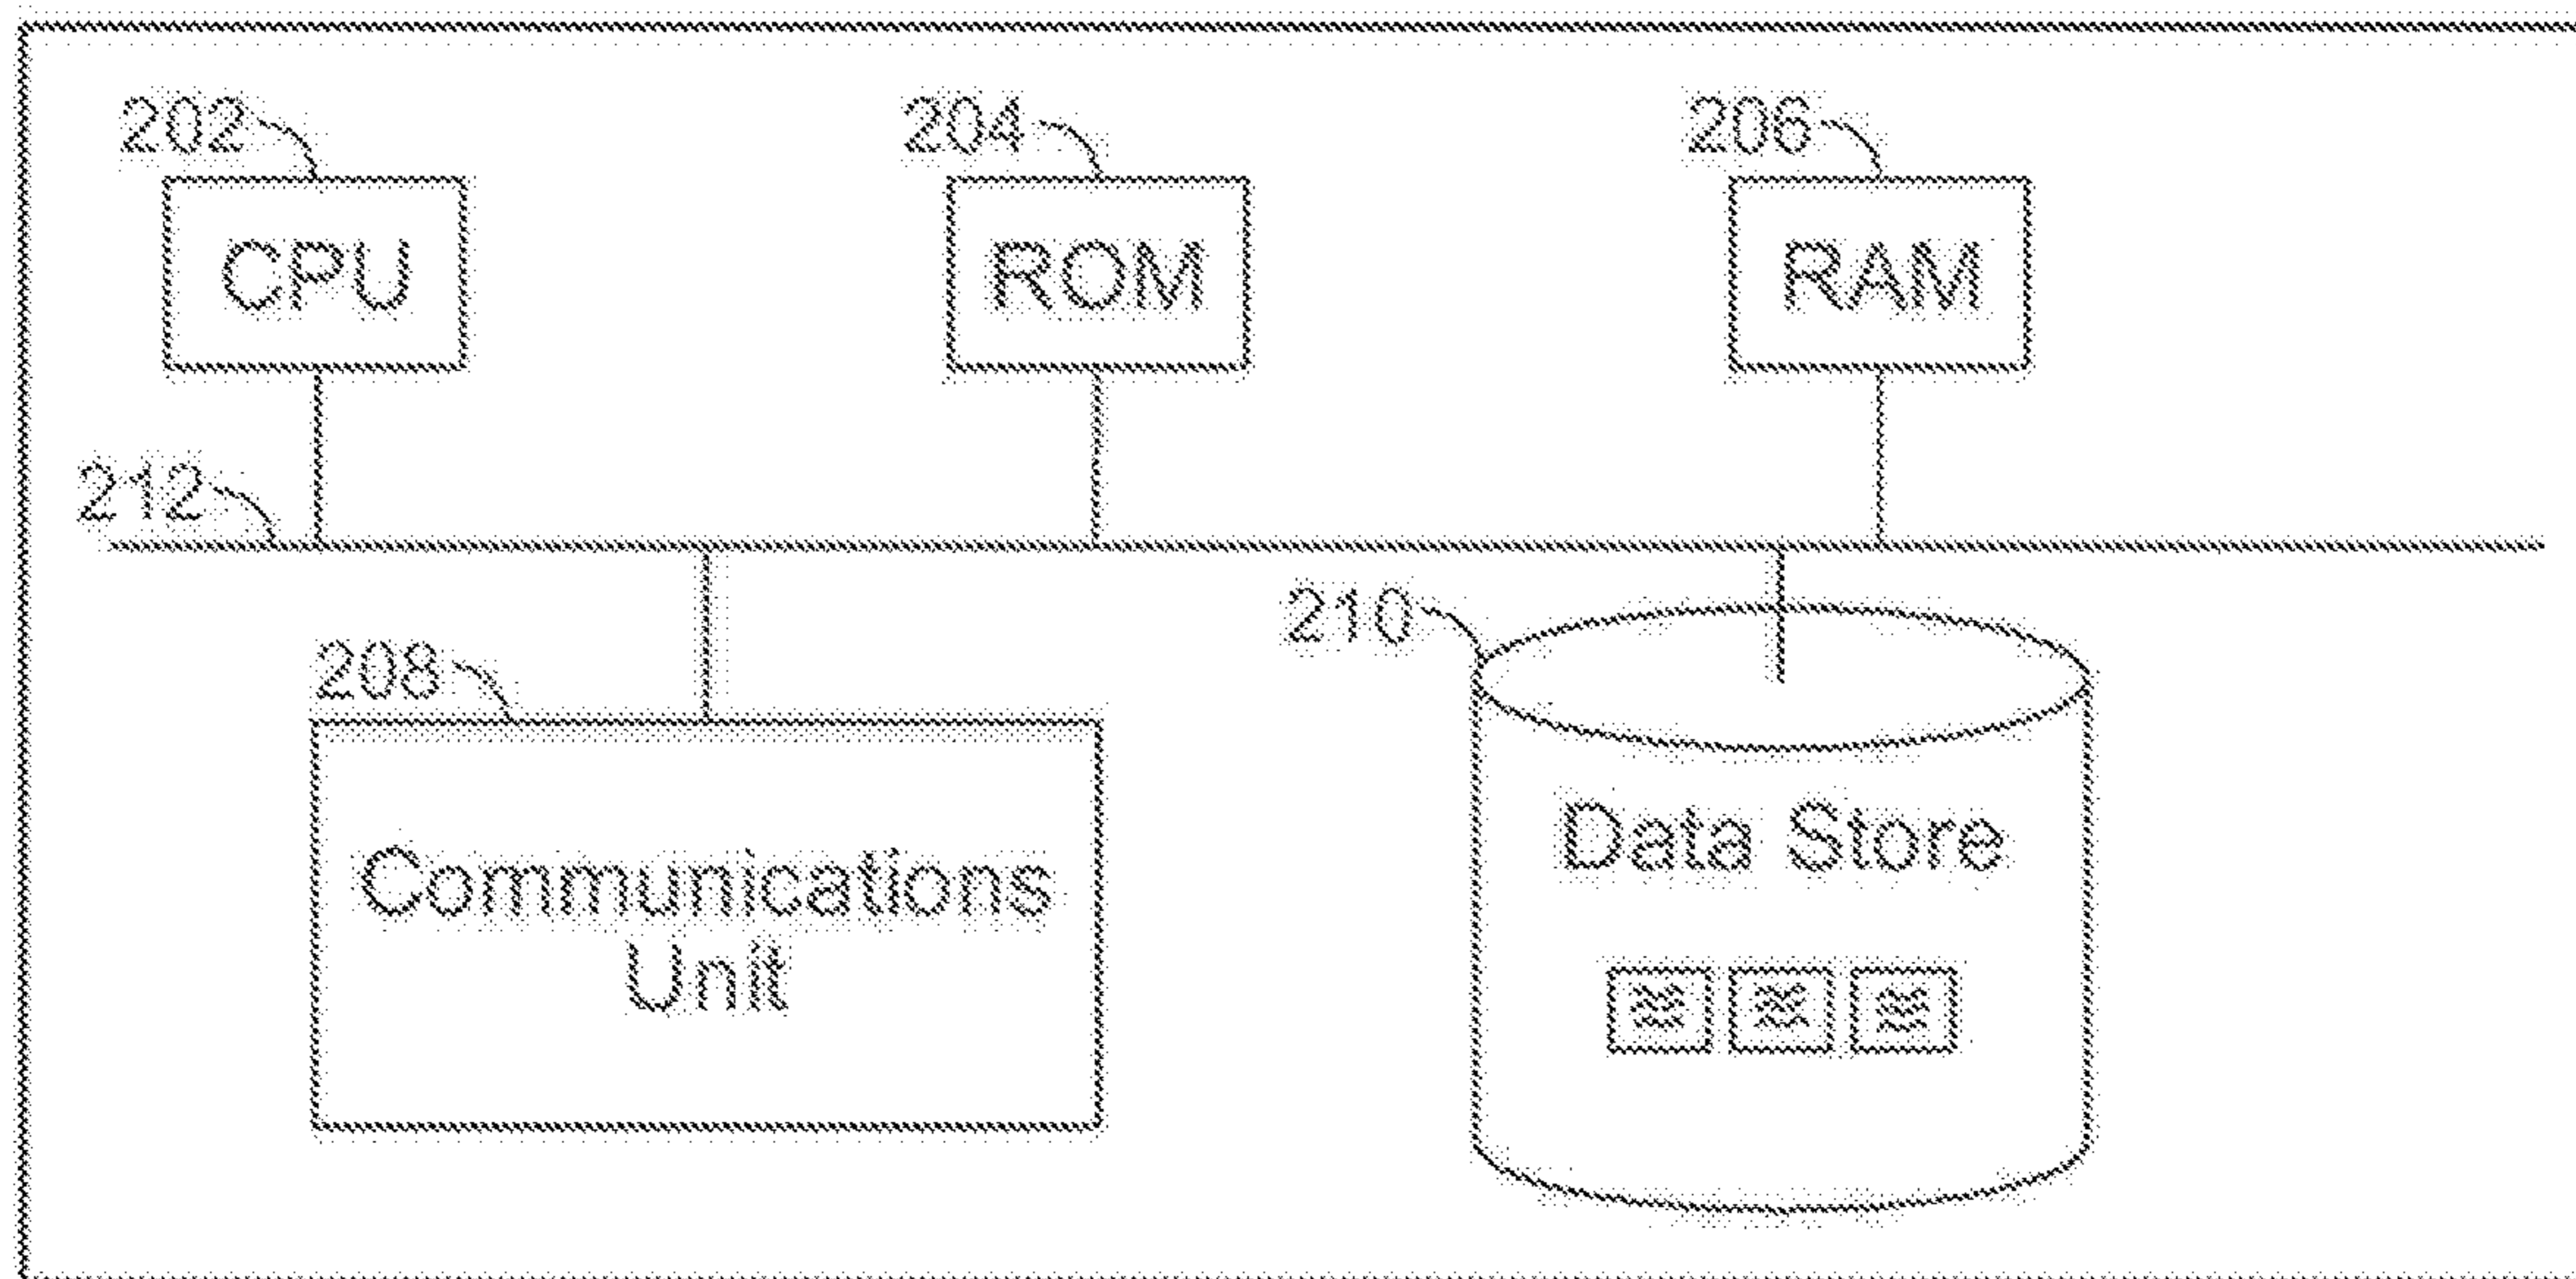 202
204
206
CPU
ROM
RAM
212
210
208
Data Store
Communications
Unit